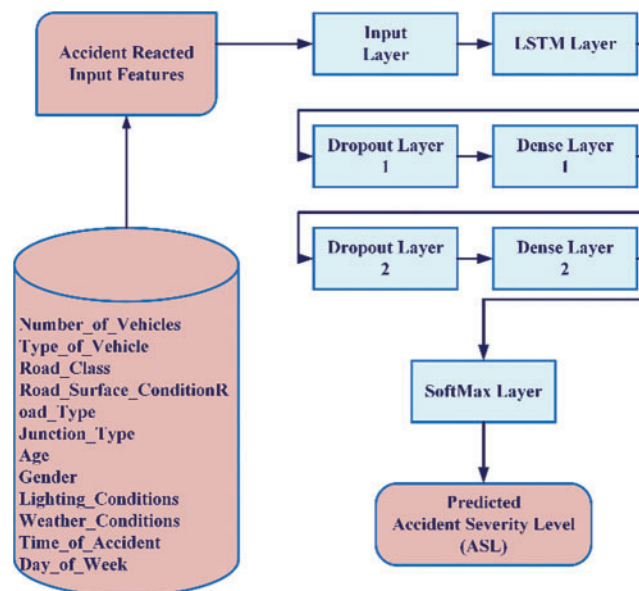 Accident Reacted
Input Features
Input
Layer
LSTM Layer
Dropout Layer
1
Dense Layer
1
Dropout Layer
2
Dense Layer
2
Number_of_Vehicles
Type_of_Vehicle
Road_Class
Road_Surface_ConditionR
oad_Type
Junction_Type
Age
Gender
Lighting_Conditions
Weather_Conditions
Time_of_Accident
Day_of_Week
SoftMax Layer
Predicted
Accident Severity Level
(ASL)